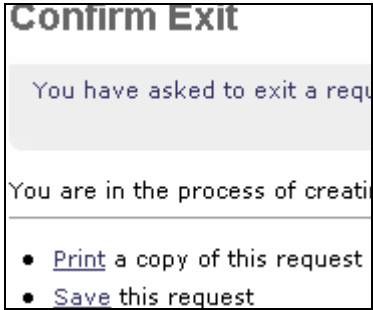 Confirm Exit
You have asked to exit a requ
You are in the process of creati
Print a copy of this request
Save this request